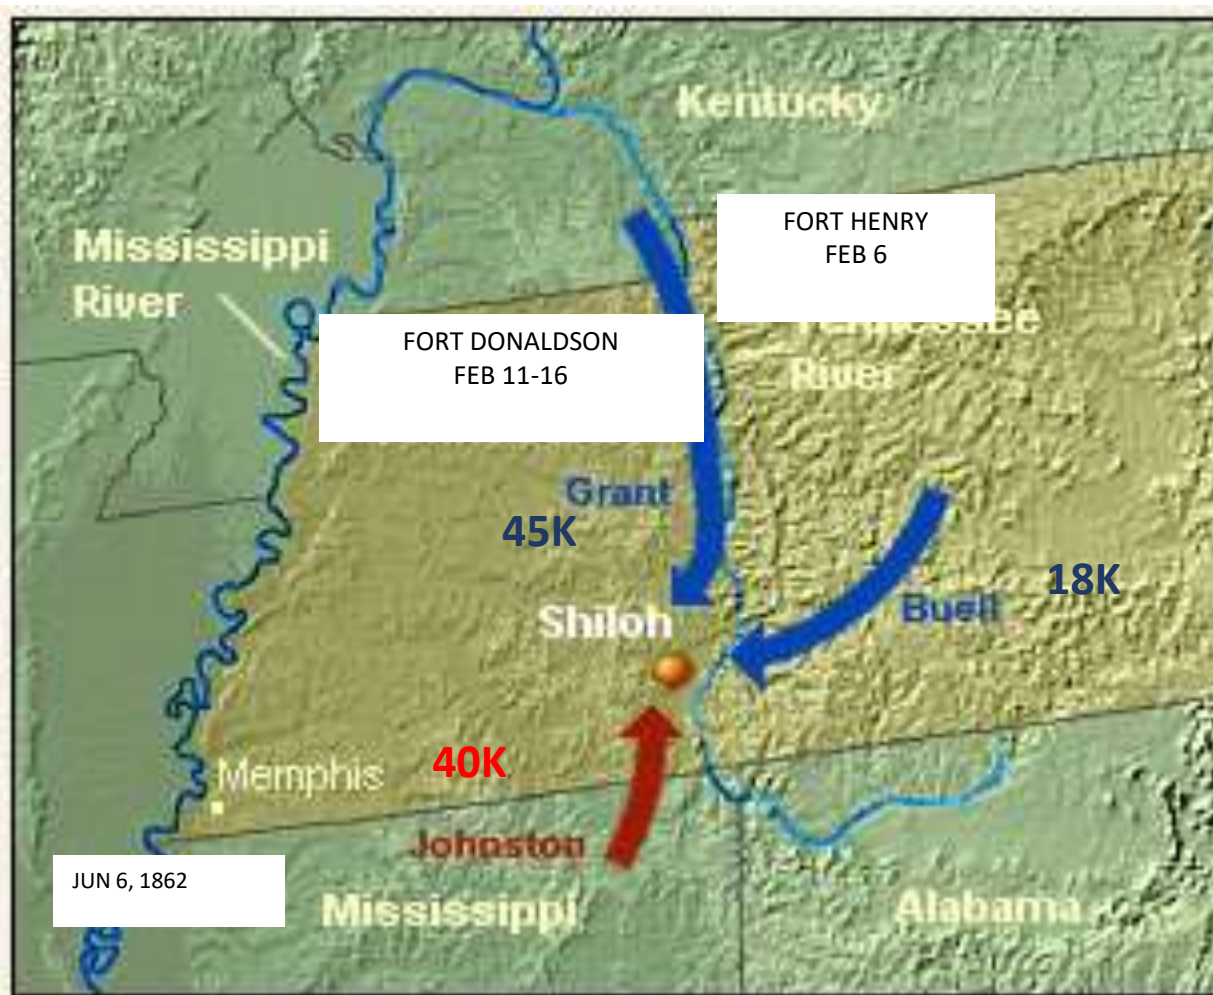 Kentucky
FORT HENRY
FEB 6
Mississippi
River
Tennessee
River
FORT DONALDSON
FEB 11-16
Grant
45K
18K
Buell
Shiloh
40K
Memphis
Johnston
JUN 6, 1862
Mississippi
Alabama